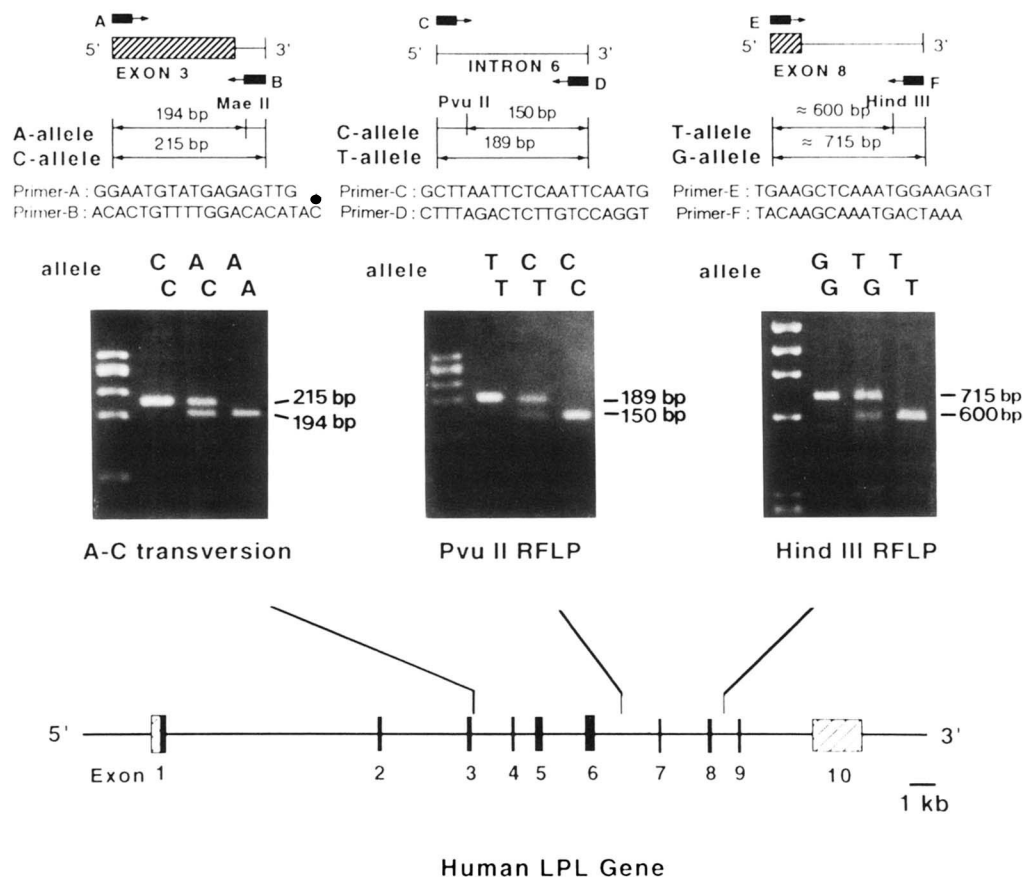 A C E
5' 3' 5' 3' 5' 3'
EXON 3 INTRON 6 EXON 8
B D F
Mae II Pvu II Hind III
194 bp 150 bp ≈ 600 bp
A-allele C-allele T-allele
215 bp 189 bp ≈ 715 bp
C-allele T-allele G-allele
Primer-A : GGAATGTATGAGAGTTG Primer-C : GCTTAATTCTCAATTCAATG Primer-E : TGAAGCTCAAATGGAAGAGT
Primer-B : ACACTGTTTTGGACACATAC Primer-D : CTTTAGACTCTTGTCCAGGT Primer-F : TACAAGCAAATGACTAAA
allele C A A allele T C C allele G T T
C C A T T C G G T
215 bp 189 bp 715 bp
194 bp 150 bp 600 bp
A-C transversion Pvu II RFLP Hind III RFLP
5' 3'
Exon 1 2 3 4 5 6 7 8 9 10
1 kb
Human LPL Gene